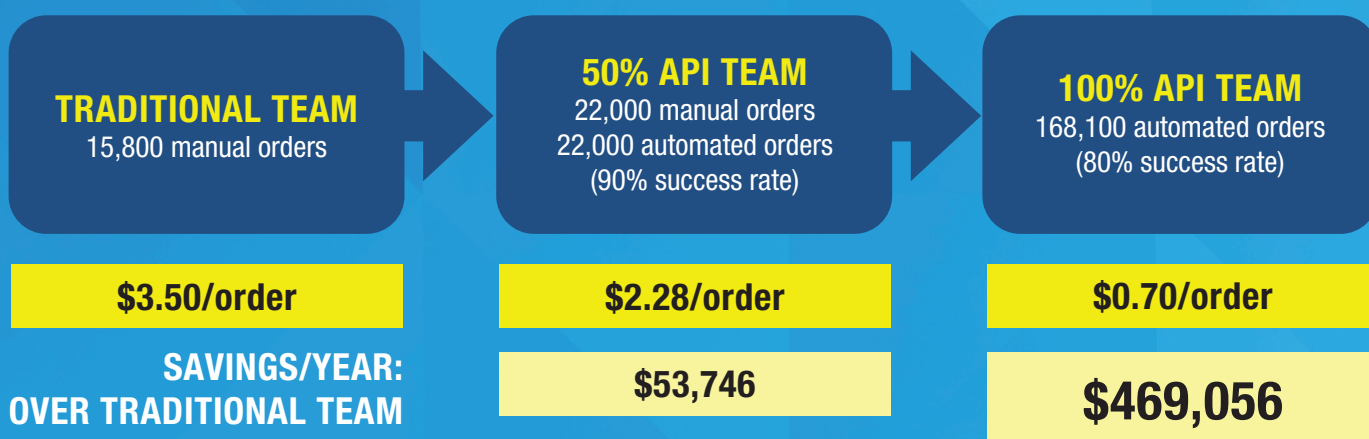 TRADITIONAL TEAM
15,800 manual orders
50% API TEAM
22,000 manual orders
22,000 automated orders
(90% success rate)
100% API TEAM
168,100 automated orders
(80% success rate)
$3.50/order
$2.28/order
$0.70/order
SAVINGS/YEAR:
OVER TRADITIONAL TEAM
$53,746
$469,056